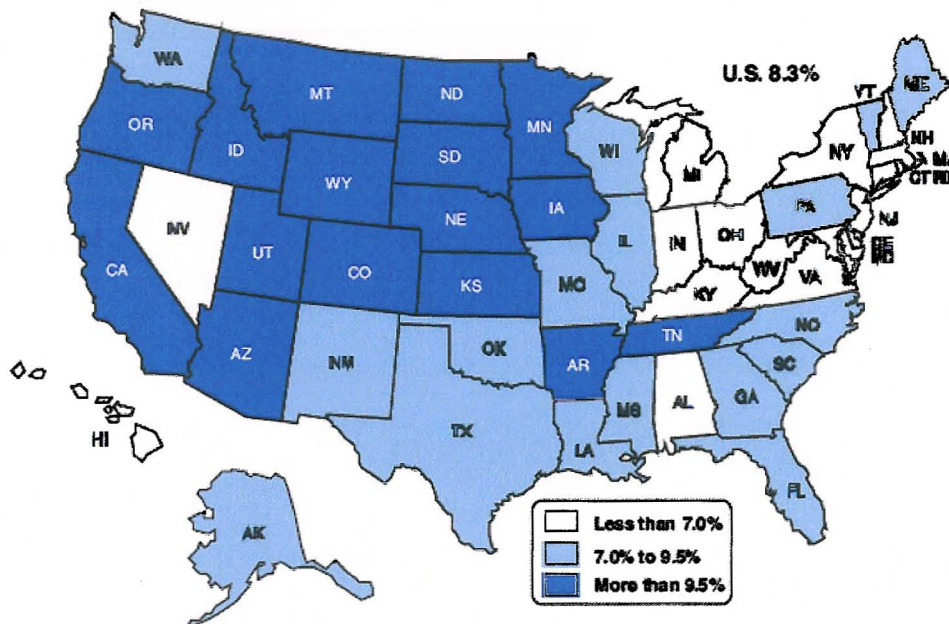 WA
MT
ND
MN
U.S. 8.3%
VT
ME
OR
ID
SD
WI
MI
NY
NH
WY
CT
NV
NE
IA
PA
NJ
CA
UT
CO
KS
MO
IL
IN
OH
WV
VA
KY
AZ
NM
OK
AR
TN
NC
SC
HI
TX
LA
MS
AL
GA
FL
AK
Less than 7.0%
7.0% to 9.5%
More than 9.5%